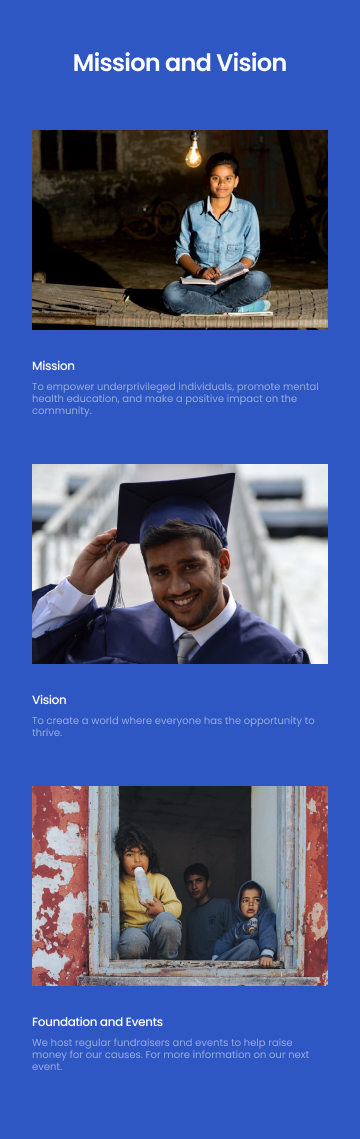 Mission and Vision
Mission
To empower underprivileged individuals, promote mental
health education, and make a positive impact on the
community.
Vision
To create a world where everyone has the opportunity to
thrive.
Foundation and Events
We host regular fundraisers and events to help raise
money for our causes. For more information on our next
event.